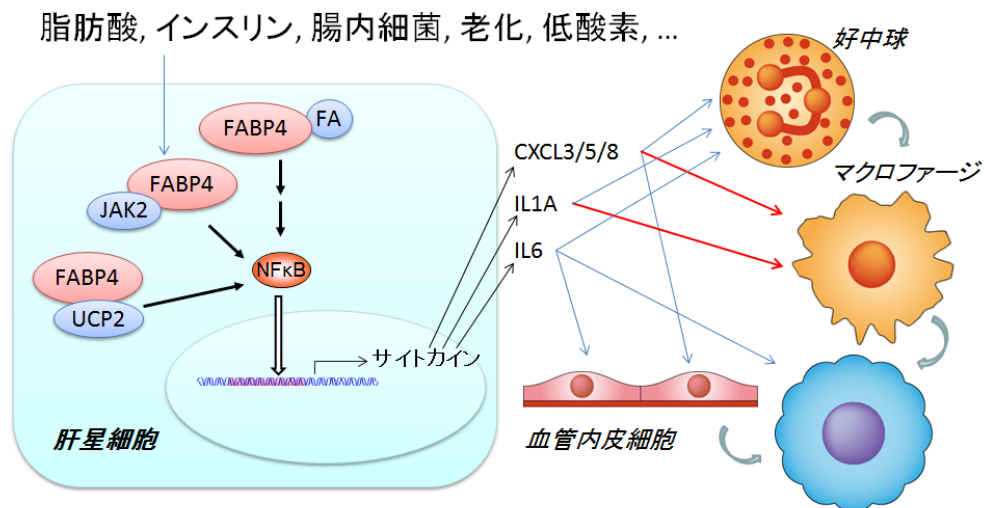 脂肪酸, インスリン, 腸内細菌, 老化, 低酸素, ...
好中球
FABP4
FA
CXCL3/5/8
マクロファージ
FABP4
JAK2
IL1A
IL6
FABP4
NFκB
UCP2
サイトカイン
肝星細胞
血管内皮細胞